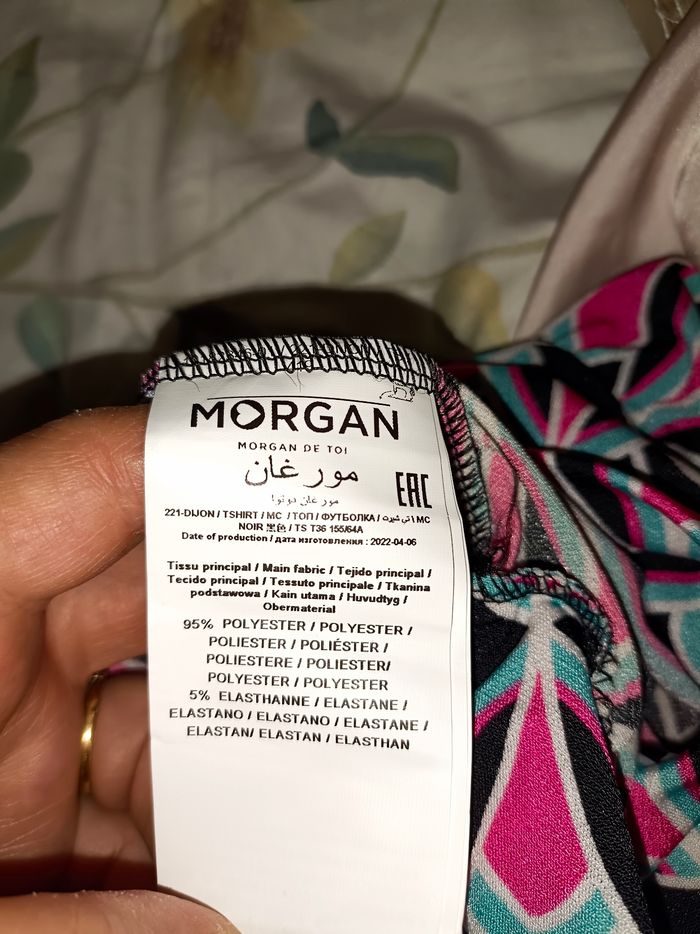 MORGAN
MORGAN DE TOI
مورغان
مورغان دوتوا
EAC
221-DIJON / TSHIRT / MC / ТОП / ФУТБОЛКА / تي شيرت \ MC
NOIR 黑色 / TS T36 155/64A
Date of production / дата изготовления : 2022-04-06
Tissu principal / Main fabric / Tejido principal /
Tecido principal / Tessuto principale / Tkanina
podstawowa / Kain utama / Huvudtyg /
Obermaterial
95% POLYESTER / POLYESTER /
POLIESTER / POLIÉSTER /
POLIESTERE / POLIESTER/
POLYESTER / POLYESTER
5% ELASTHANNE / ELASTANE /
ELASTANO / ELASTANO / ELASTANE /
ELASTAN/ ELASTAN / ELASTHAN